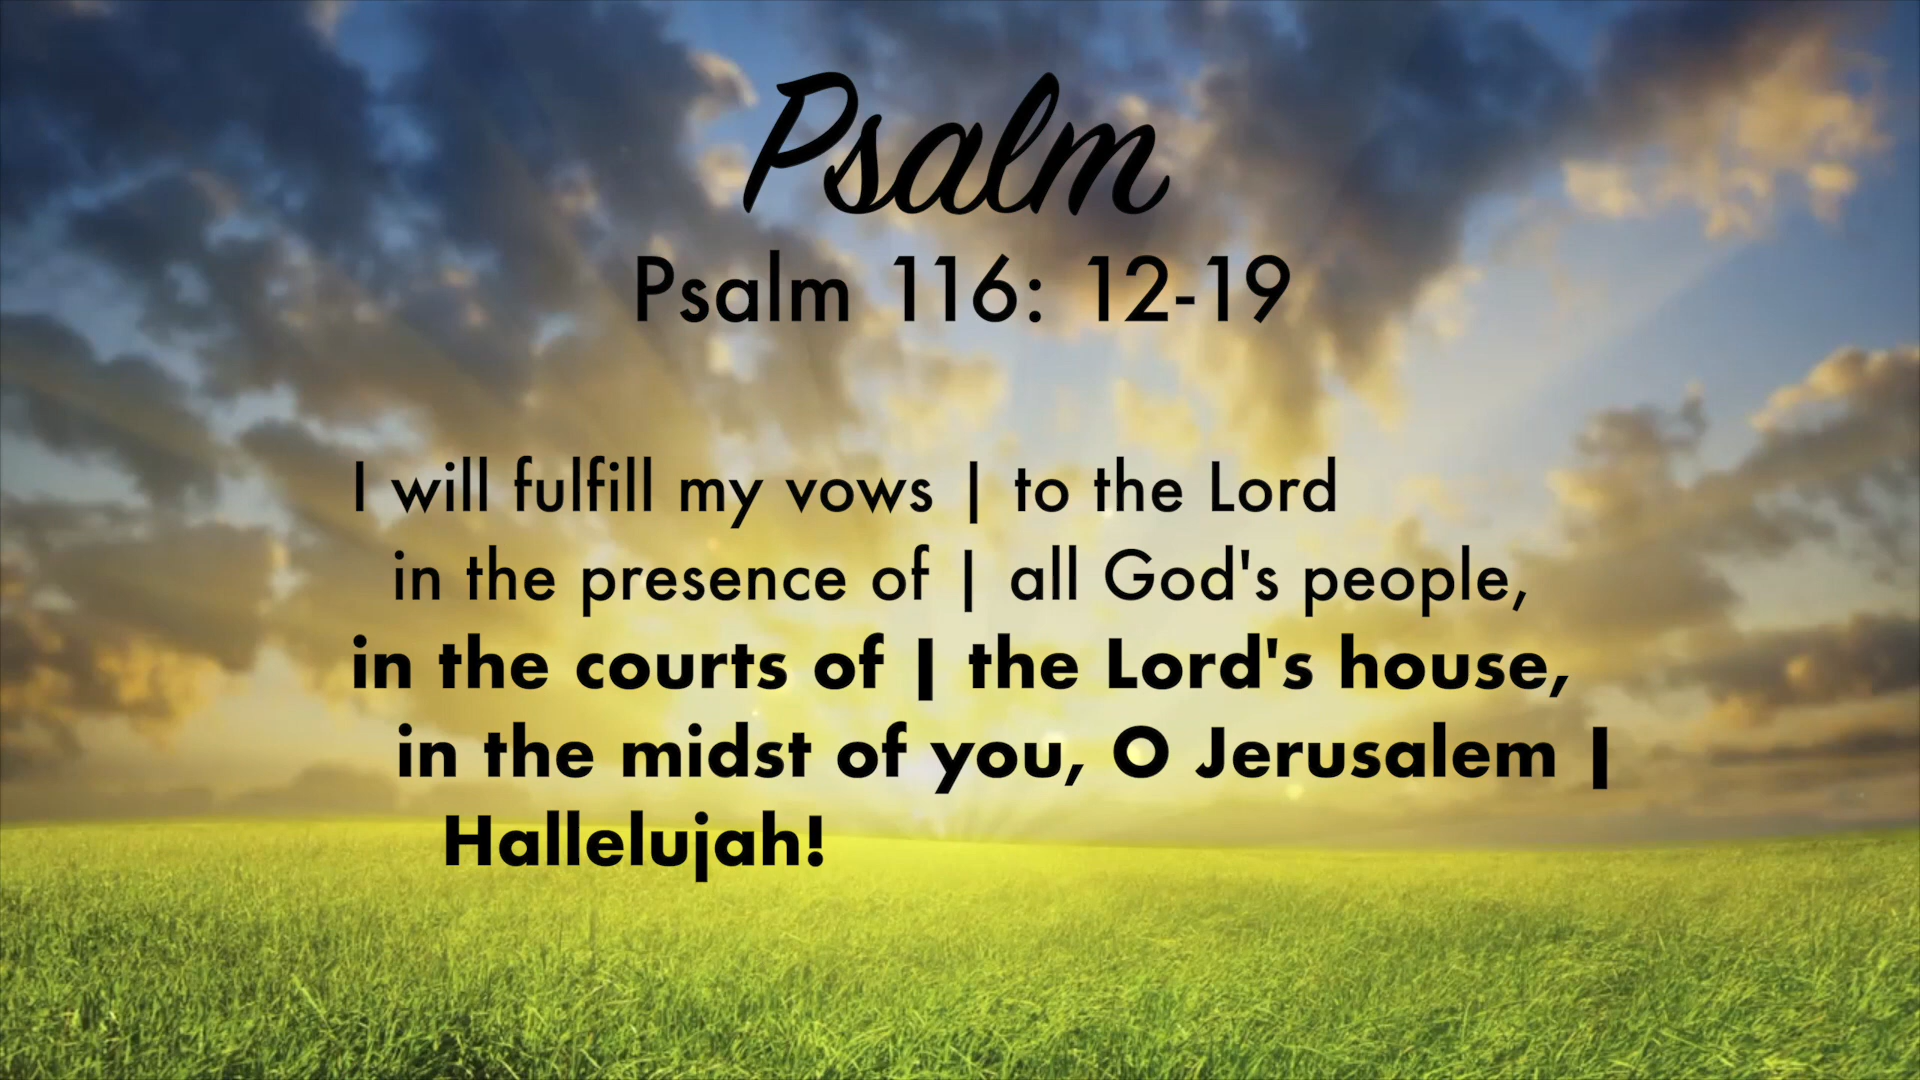 Psalm
Psalm 116: 12-19
I will fulfill my vows | to the Lord
in the presence of | all God's people,
in the courts of | the Lord's house,
in the midst of you, O Jerusalem |
Hallelujah!